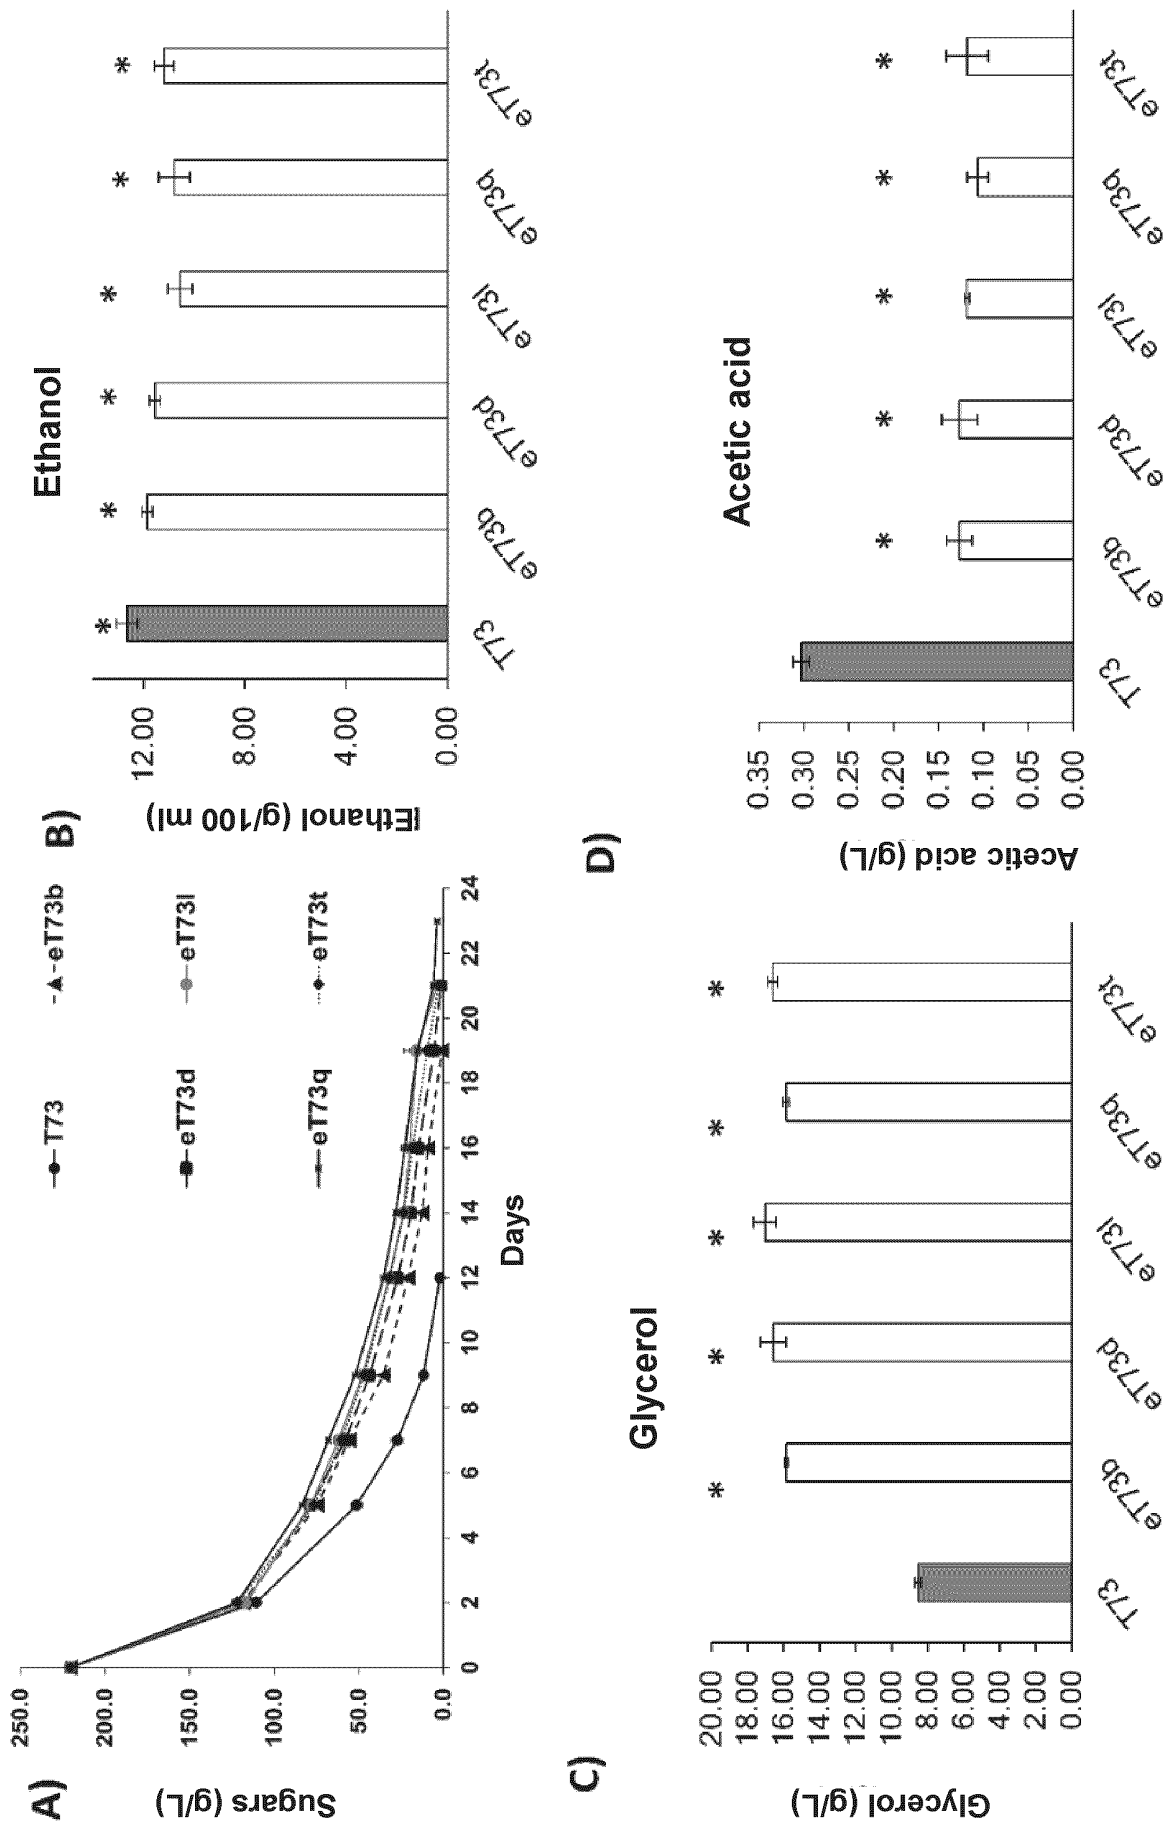 A)
Sugars (g/L)
250.0
200.0
150.0
100.0
50.0
0.0
0 2 4 6 8 10 12 14 16 18 20 22 24
Days
T73 eT73b
eT73d eT73l
eT73q eT73t
B)
Ethanol
Ethanol (g/100 ml)
12.00
8.00
4.00
0.00
* * * * * *
T73 eT73b eT73d eT73l eT73q eT73t
C)
Glycerol
Glycerol (g/L)
20.00
18.00
16.00
14.00
12.00
10.00
8.00
6.00
4.00
2.00
0.00
* * * * *
T73 eT73b eT73d eT73l eT73q eT73t
D)
Acetic acid
Acetic acid (g/L)
0.35
0.30
0.25
0.20
0.15
0.10
0.05
0.00
* * * * *
T73 eT73b eT73d eT73l eT73q eT73t